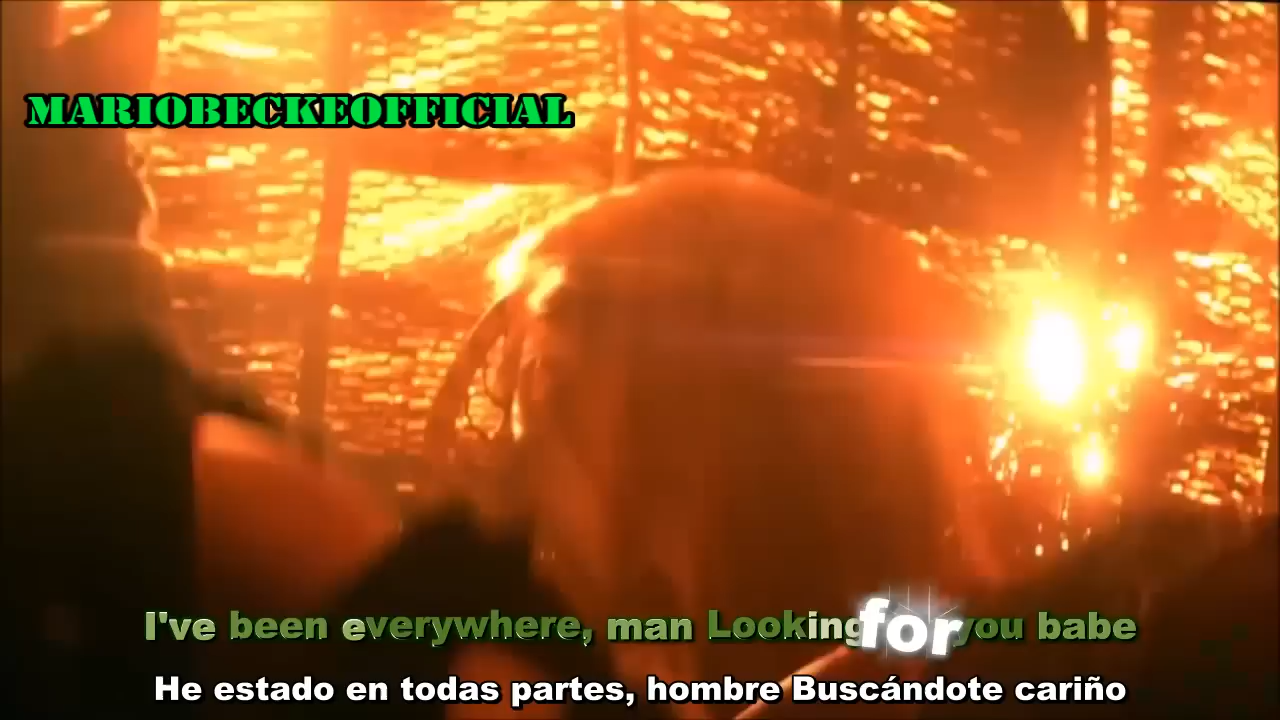 MARIOBECKEOFFICIAL
I've been everywhere, man Looking for you babe
He estado en todas partes, hombre Buscándote cariño